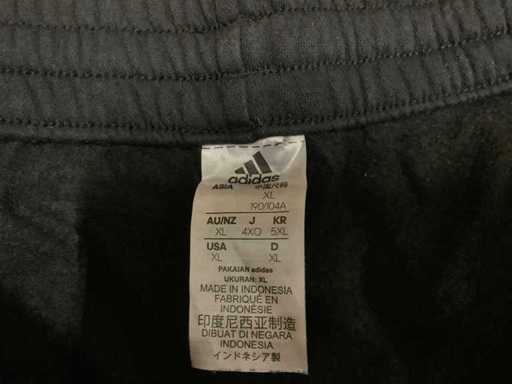 adidas
ASIA 中国代码
XL
190/104A
AU/NZ J KR
XL 4XO 5XL
USA D
XL XL
PAKAIAN adidas
UKURAN: XL
MADE IN INDONESIA
FABRIQUÉ EN
INDONÉSIE
印度尼西亚制造
DIBUAT DI NEGARA
INDONESIA
インドネシア製